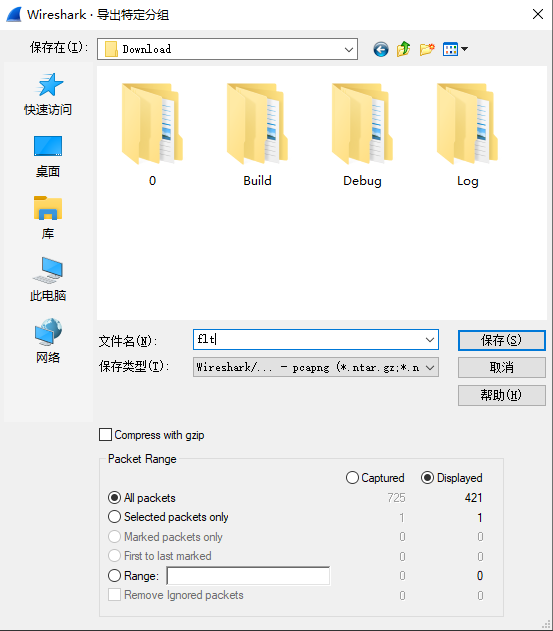 Wireshark · 导出特定分组
保存在(I):
Download
快速访问
桌面
库
此电脑
网络
0
Build
Debug
Log
文件名(N):
flt
保存(S)
保存类型(T):
Wireshark/... - pcapng (*.ntar.gz;*.n
取消
帮助(H)
Compress with gzip
Packet Range
Captured
Displayed
All packets
725
421
Selected packets only
1
1
Marked packets only
0
0
First to last marked
0
0
Range:
0
0
Remove Ignored packets
0
0